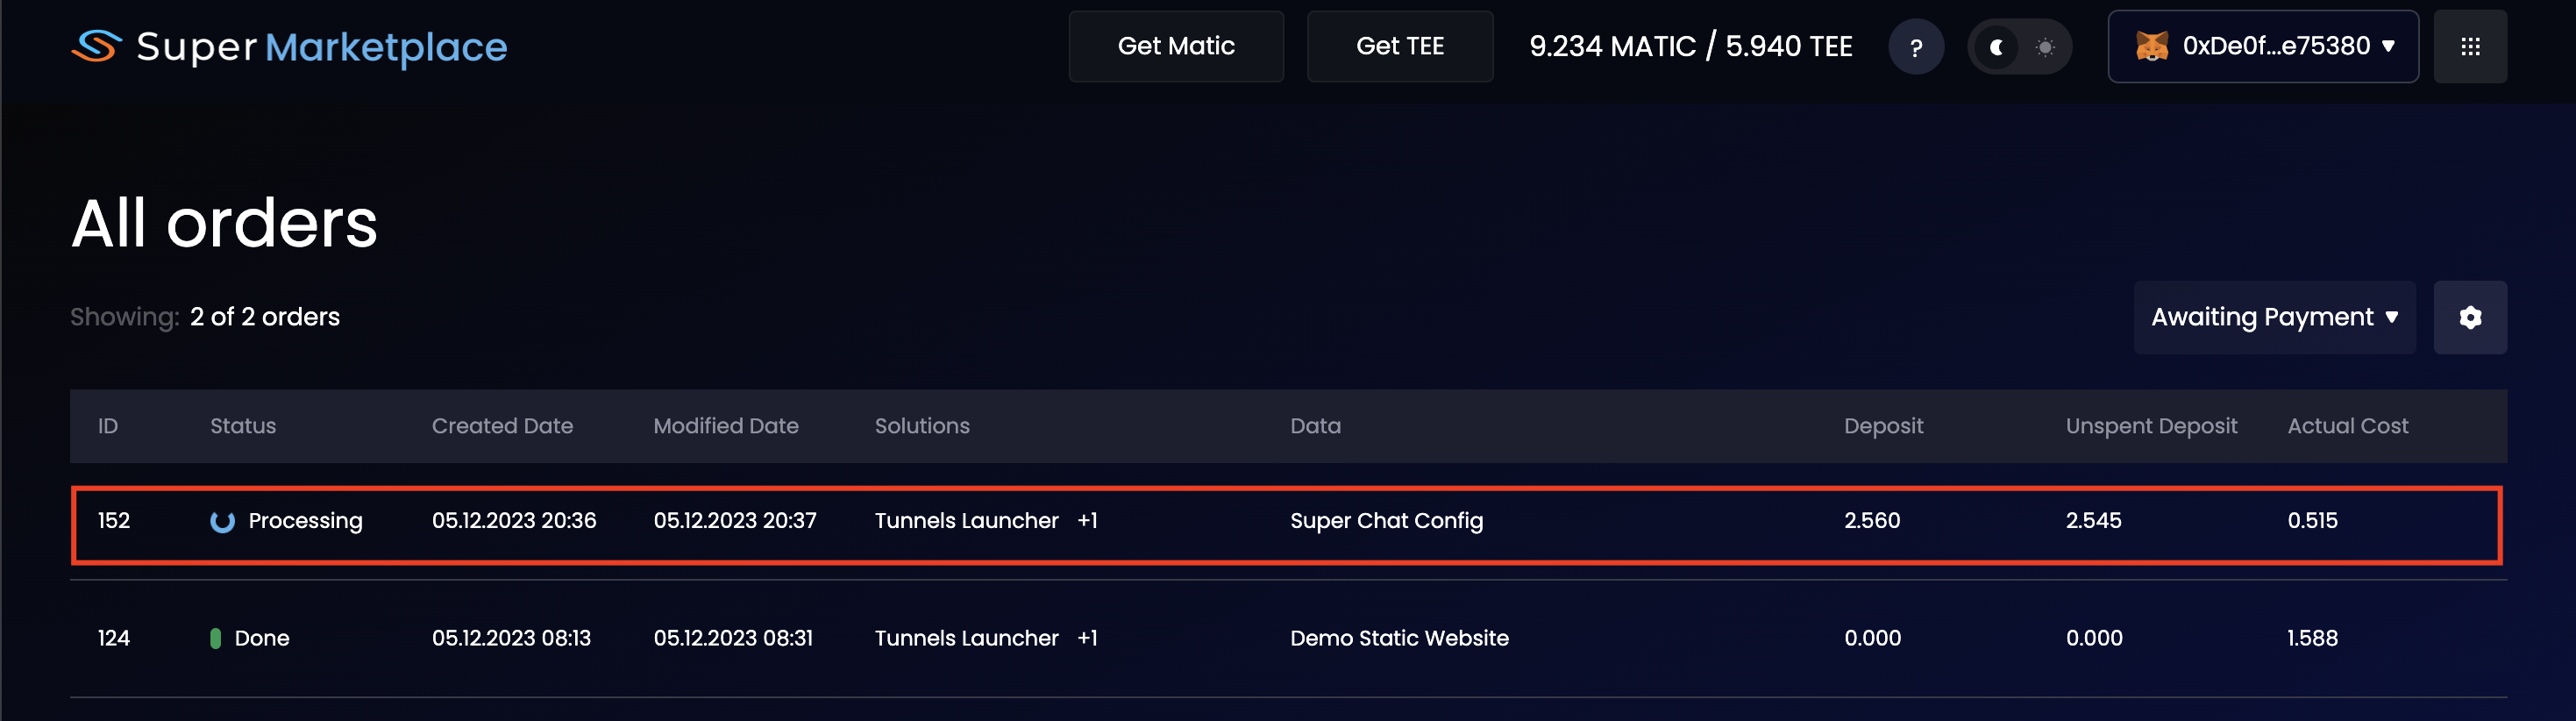 Super Marketplace Get Matic Get TEE 9.234 MATIC / 5.940 TEE ? 0xDe0f...e75380
All orders
Showing: 2 of 2 orders Awaiting Payment
ID Status Created Date Modified Date Solutions Data Deposit Unspent Deposit Actual Cost
152 Processing 05.12.2023 20:36 05.12.2023 20:37 Tunnels Launcher +1 Super Chat Config 2.560 2.545 0.515
124 Done 05.12.2023 08:13 05.12.2023 08:31 Tunnels Launcher +1 Demo Static Website 0.000 0.000 1.588